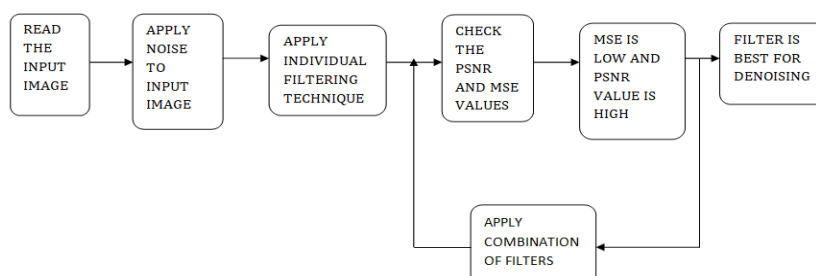 READ
THE
INPUT
IMAGE
APPLY
NOISE
TO
INPUT
IMAGE
APPLY
INDIVIDUAL
FILTERING
TECHNIQUE
CHECK
THE
PSNR
AND MSE
VALUES
MSE IS
LOW AND
PSNR
VALUE IS
HIGH
FILTER IS
BEST FOR
DENOISING
APPLY
COMBINATION
OF FILTERS